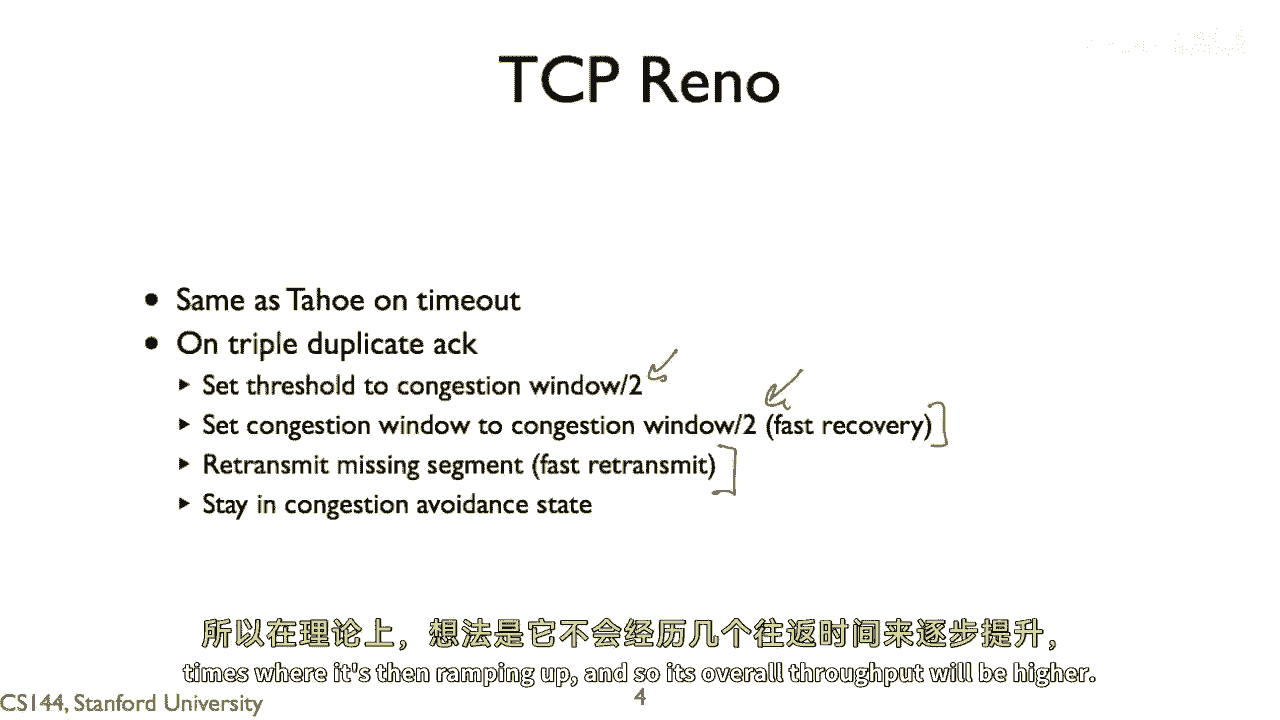 TCP Reno
• Same as Tahoe on timeout
• On triple duplicate ack
▸ Set threshold to congestion window/2
▸ Set congestion window to congestion window/2 (fast recovery)
▸ Retransmit missing segment (fast retransmit)
▸ Stay in congestion avoidance state
所以在理论上，想法是它不会经历几个往返时间来逐步提升，
times where it's then ramping up, and so its overall throughput will be higher.
CS144, Stanford University
4